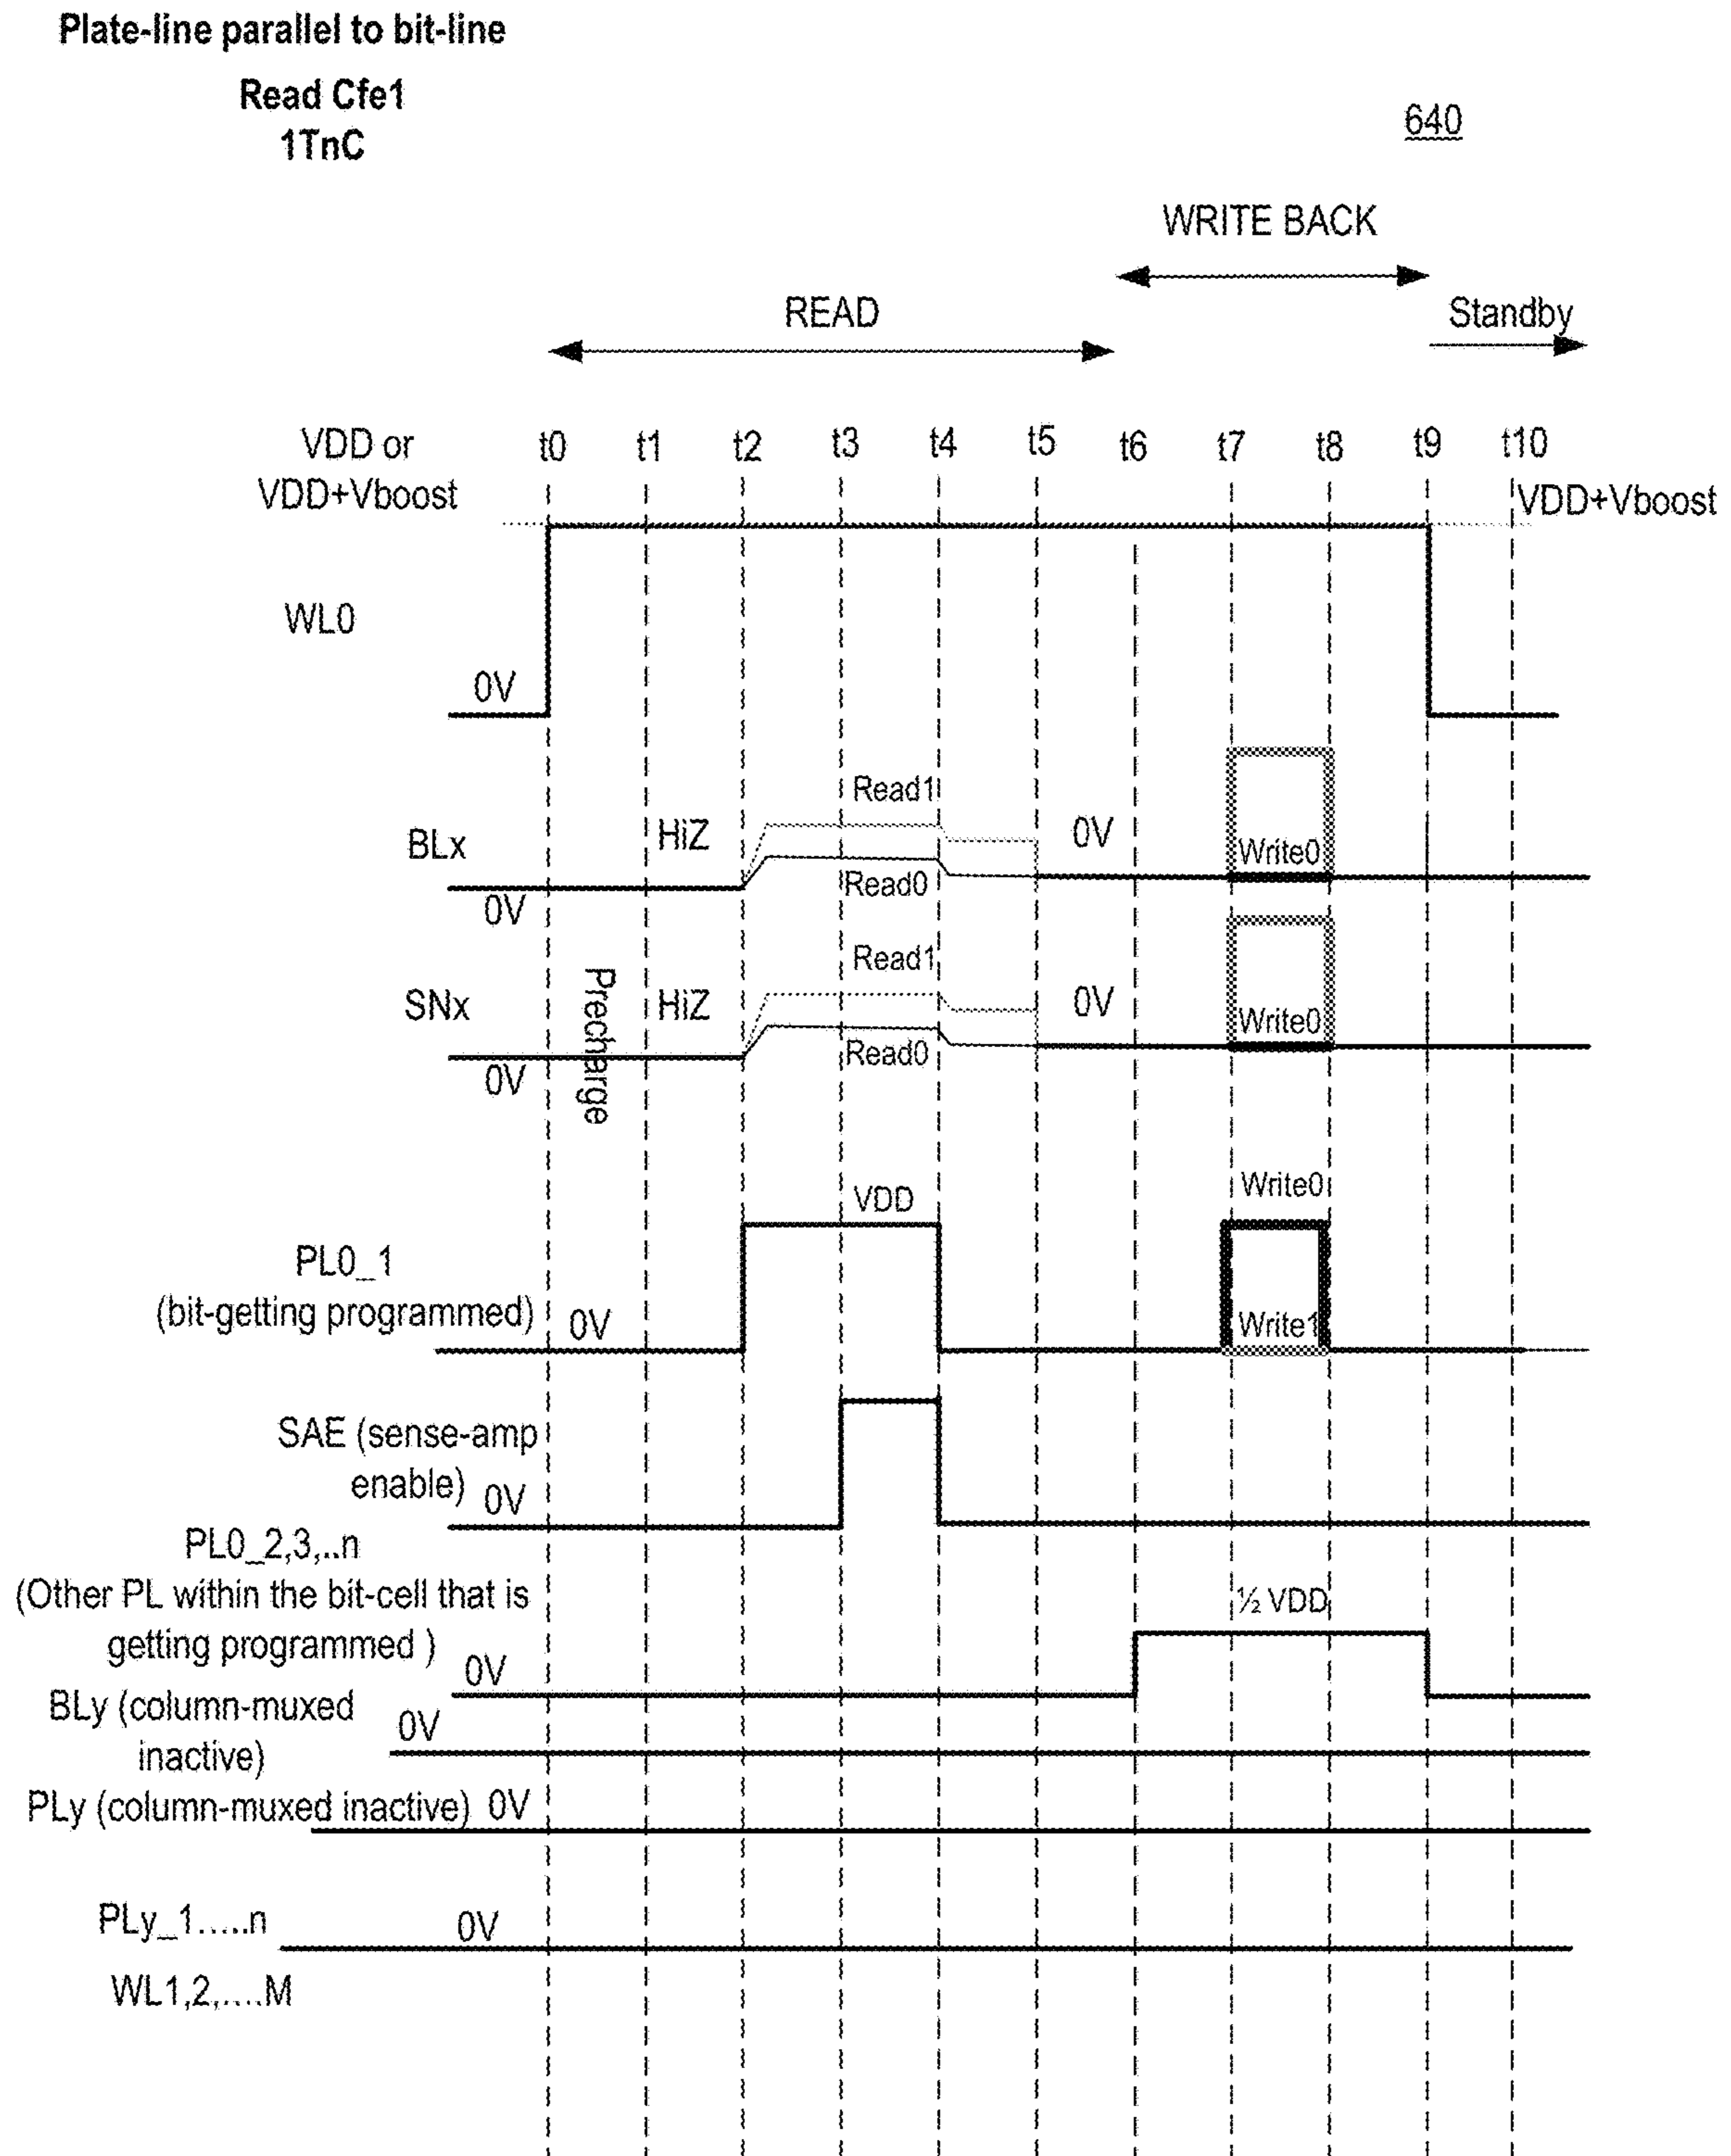 Plate-line parallel to bit-line
Read Cfe1
1TnC
640
WRITE BACK
READ
Standby
VDD or
VDD+Vboost
t0 t1 t2 t3 t4 t5 t6 t7 t8 t9 t10
VDD+Vboost
WL0
0V
Read1
BLx
HiZ
0V
Write0
Read0
0V
Read1
SNx
Precharge
HiZ
0V
Write0
Read0
0V
VDD
Write0
PL0_1
(bit-getting programmed)
0V
Write1
SAE (sense-amp
enable)
0V
PL0_2,3,..n
(Other PL within the bit-cell that is
getting programmed )
½ VDD
0V
BLy (column-muxed
inactive)
0V
PLy (column-muxed inactive) 0V
PLy_1.....n
0V
WL1,2,....M